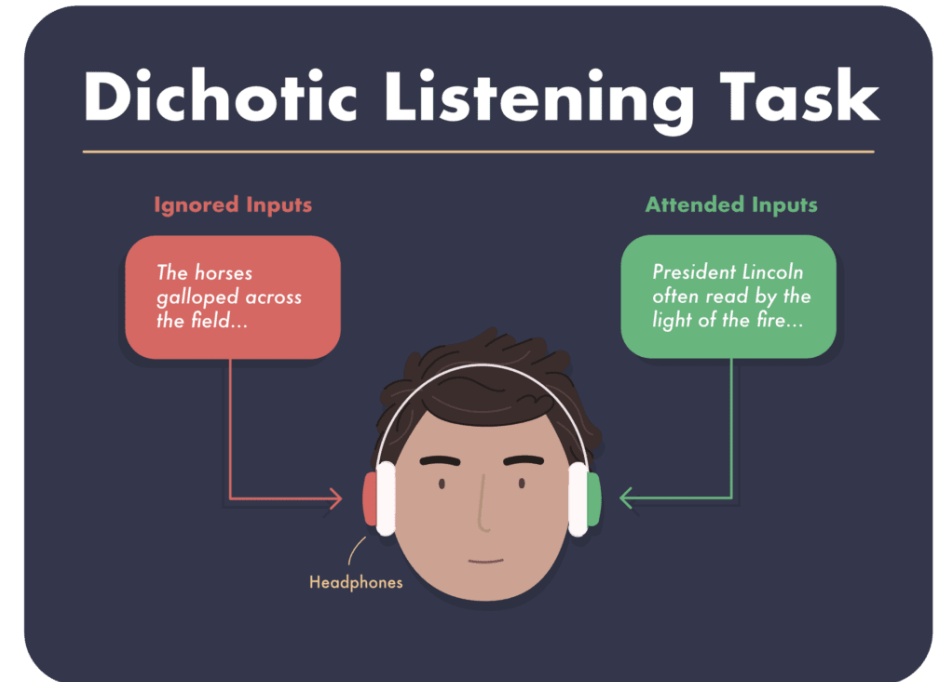 Dichotic Listening Task
Ignored Inputs
The horses
galloped across
the field...
Attended Inputs
President Lincoln
often read by the
light of the fire...
Headphones